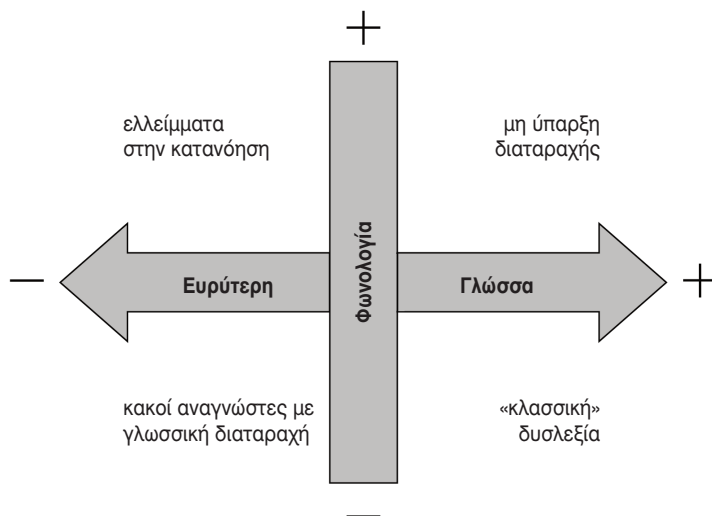 +
ελλείμματα
στην κατανόηση
μη ύπαρξη
διαταραχής
Φωνολογία
−
Ευρύτερη
Γλώσσα
+
κακοί αναγνώστες με
γλωσσική διαταραχή
«κλασσική»
δυσλεξία
−